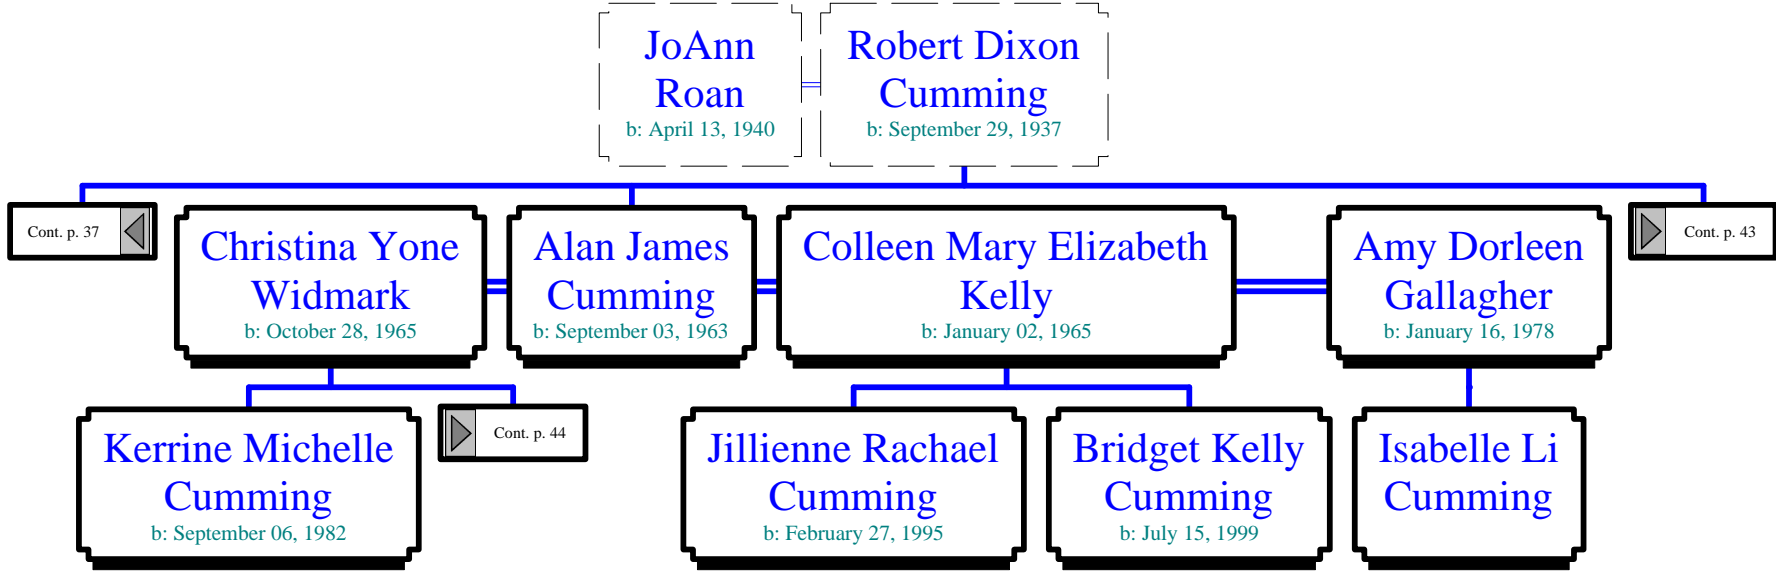 JoAnn
Roan
b: April 13, 1940
Robert Dixon
Cumming
b: September 29, 1937
Cont. p. 37
Christina Yone
Widmark
b: October 28, 1965
Alan James
Cumming
b: September 03, 1963
Colleen Mary Elizabeth
Kelly
b: January 02, 1965
Amy Dorleen
Gallagher
b: January 16, 1978
Cont. p. 43
Kerrine Michelle
Cumming
b: September 06, 1982
Cont. p. 44
Jillienne Rachael
Cumming
b: February 27, 1995
Bridget Kelly
Cumming
b: July 15, 1999
Isabelle Li
Cumming